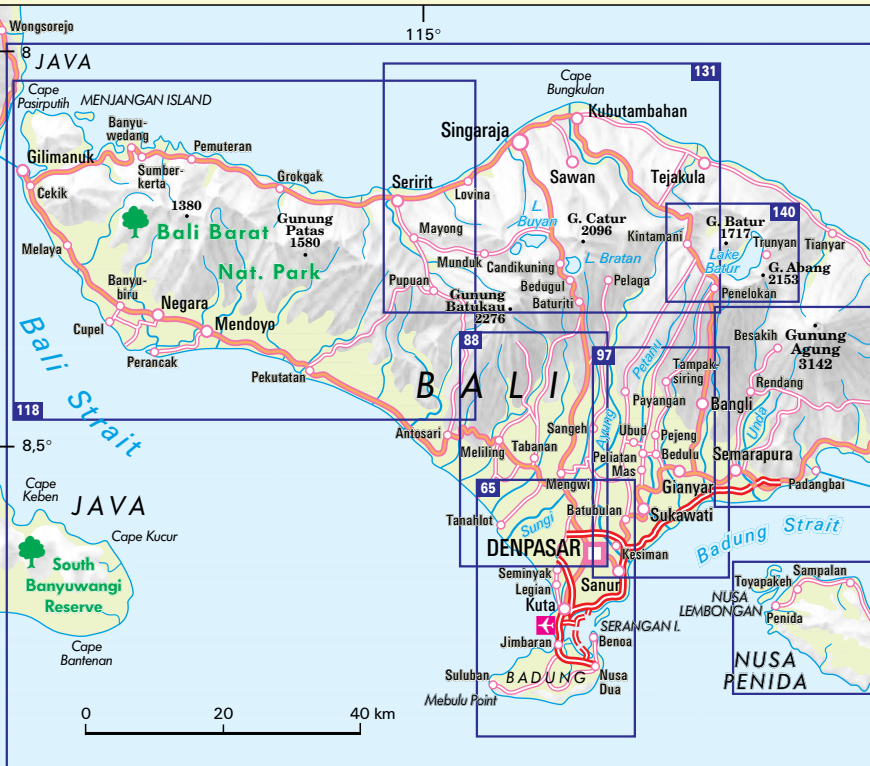 Wongsorejo
115°
8
JAVA
Cape
Pasirputih
MENJANGAN ISLAND
131
Cape
Bungkulan
Kubutambahan
Banyu-
wedang
Singaraja
Pemuteran
Gilimanuk
Sumber-
kerta
Grokgak
Seririt
Sawan
Tejakula
Cekik
Lovina
1380
Bali Barat
Nat. Park
Gunung
Patas
1580
L.
Buyan
G. Catur
2096
140
G. Batur
1717
Mayong
Kintamani
Trunyan
Tianyar
Melaya
Munduk
Candikuning
L. Bratan
Lake
Batur
G. Abang
2153
Banyu-
biru
Pupuan
Bedugul
Pelaga
Penelokan
Negara
Gunung
Batukau
2276
Baturiti
Cupel
Mendoyo
Besakih
Gunung
Agung
3142
88
97
Petanu
Perancak
Tampak-
siring
Pekutatan
BALI
Rendang
Payangan
Bangli
118
Bali Strait
Ayung
Unda
Antosari
Sangeh
Ubud
Pejeng
8,5°
Meliling
Tabanan
Peliatan
Bedulu
Semarapura
Mas
Cape
Keben
65
Mengwi
Gianyar
Padangbai
JAVA
Batubulan
Sukawati
Tanahlot
Sungi
Badung Strait
Cape Kucur
DENPASAR
Kesiman
South
Banyuwangi
Reserve
Seminyak
Sanur
Sampalan
Toyapakeh
Legian
NUSA
LEMBONGAN
Kuta
Penida
SERANGAN I.
Jimbaran
Benoa
Cape
Bantenan
NUSA
PENIDA
Suluban
BADUNG
Nusa
Dua
Mebulu Point
0 20 40 km